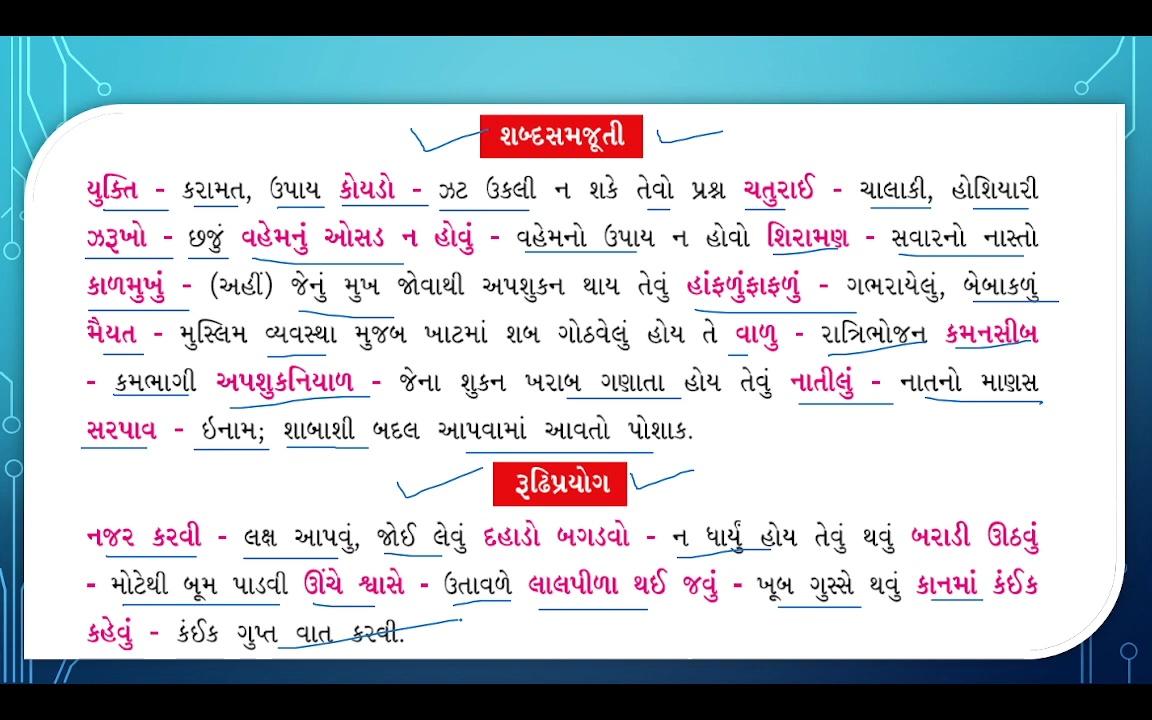 શબ્દસમજૂતી
યુક્તિ - કરામત, ઉપાય કોયડો - ઝટ ઉકલી ન શકે તેવો પ્રશ્ન ચતુરાઈ - ચાલાકી, હોશિયારી
ઝરૂખો - છજું વહેમનું ઓસડ ન હોવું - વહેમનો ઉપાય ન હોવો શિરામણ - સવારનો નાસ્તો
કાળમુખું - (અહીં) જેનું મુખ જોવાથી અપશુકન થાય તેવું હાંફળુંફાફળું - ગભરાયેલું, બેબાકળું
મૈયત - મુસ્લિમ વ્યવસ્થા મુજબ ખાટમાં શબ ગોઠવેલું હોય તે વાળુ - રાત્રિભોજન કમનસીબ
- કમભાગી અપશુકનિયાળ - જેના શુકન ખરાબ ગણાતા હોય તેવું નાતીલું - નાતનો માણસ
સરપાવ - ઇનામ; શાબાશી બદલ આપવામાં આવતો પોશાક.
રૂઢિપ્રયોગ
નજર કરવી - લક્ષ આપવું, જોઈ લેવું દહાડો બગડવો - ન ધાર્યું હોય તેવું થવું બરાડી ઊઠવું
- મોટેથી બૂમ પાડવી ઊંચે શ્વાસે - ઉતાવળે લાલપીળા થઈ જવું - ખૂબ ગુસ્સે થવું કાનમાં કંઈક
કહેવું - કંઈક ગુપ્ત વાત કરવી.